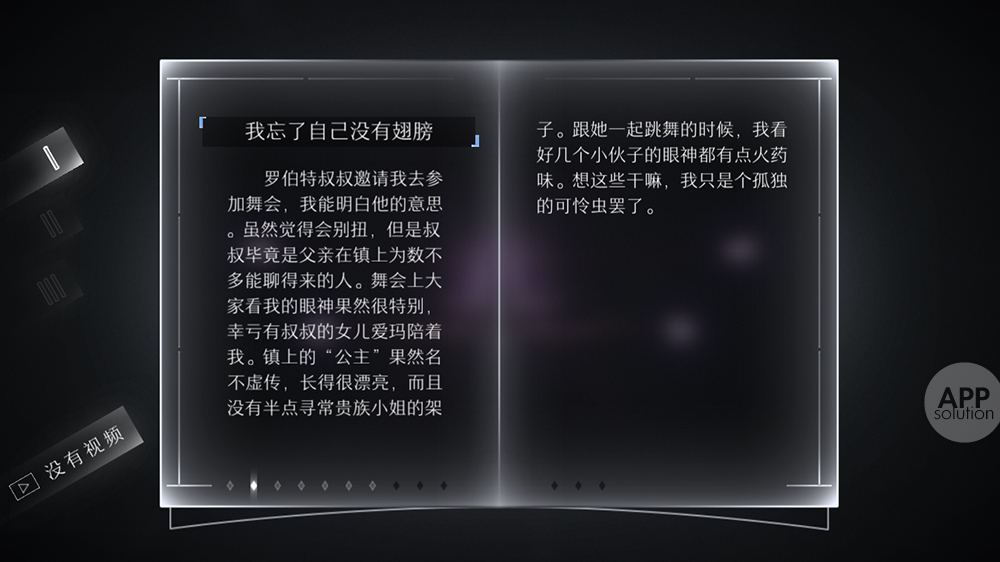 我忘了自己没有翅膀
罗伯特叔叔邀请我去参
加舞会，我能明白他的意思
。虽然觉得会别扭，但是叔
叔毕竟是父亲在镇上为数不
多能聊得来的人。舞会上大
家看我的眼神果然很特别，
幸亏有叔叔的女儿爱玛陪着
我。镇上的“公主”果然名
不虚传，长得很漂亮，而且
没有半点寻常贵族小姐的架
子。跟她一起跳舞的时候，我看
好几个小伙子的眼神都有点火药
味。想这些干嘛，我只是个孤独
的可怜虫罢了。
I
II
III
没有视频
APP
solution